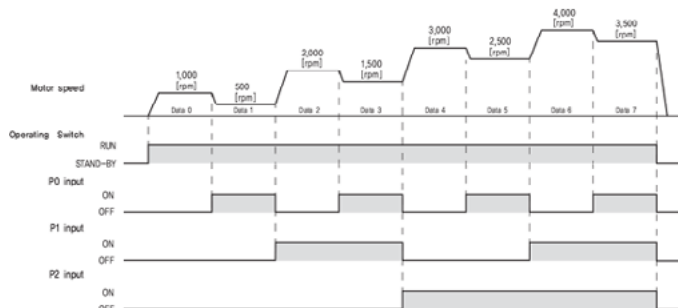 4,000
[rpm]
3,500
[rpm]
3,000
[rpm]
2,500
[rpm]
2,000
[rpm]
1,500
[rpm]
1,000
[rpm]
500
[rpm]
Motor speed
Data 0 Data 1 Data 2 Data 3 Data 4 Data 5 Data 6 Data 7
Operating Switch
RUN
STAND-BY
P0 input
ON
OFF
P1 input
ON
OFF
P2 input
ON
OFF